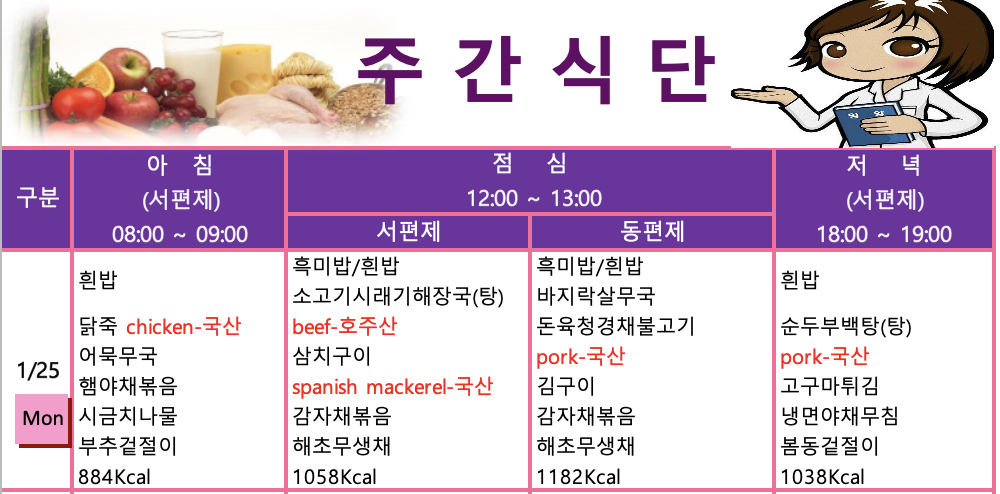 주간식단
구분
아 침
(서편제)
08:00 ~ 09:00
점 심
12:00 ~ 13:00
서편제
동편제
저 녁
(서편제)
18:00 ~ 19:00
1/25
Mon
흰밥
닭죽 chicken-국산
어묵무국
햄야채볶음
시금치나물
부추겉절이
884Kcal
흑미밥/흰밥
소고기시래기해장국(탕)
beef-호주산
삼치구이
spanish mackerel-국산
감자채볶음
해초무생채
1058Kcal
흑미밥/흰밥
바지락살무국
돈육청경채불고기
pork-국산
김구이
감자채볶음
해초무생채
1182Kcal
흰밥
순두부백탕(탕)
pork-국산
고구마튀김
냉면야채무침
봄동겉절이
1038Kcal